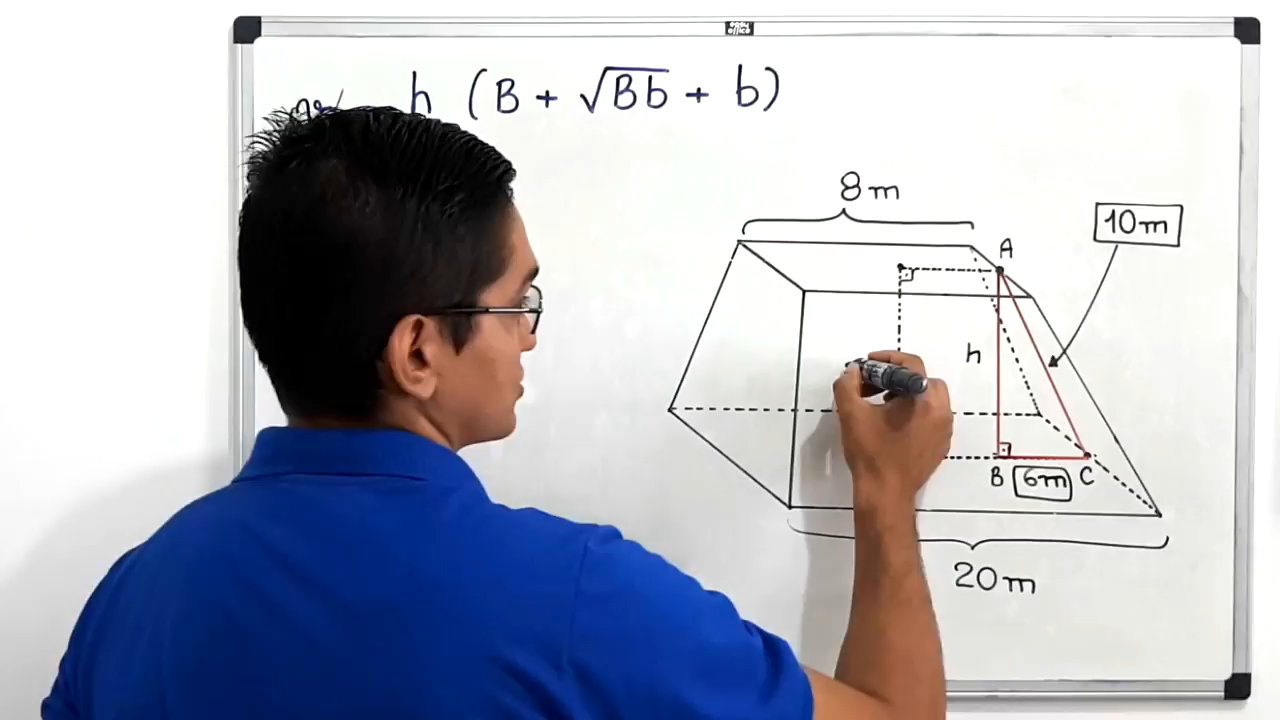 h (B + √Bb + b)
8m
10m
A
h
B 6m C
20m